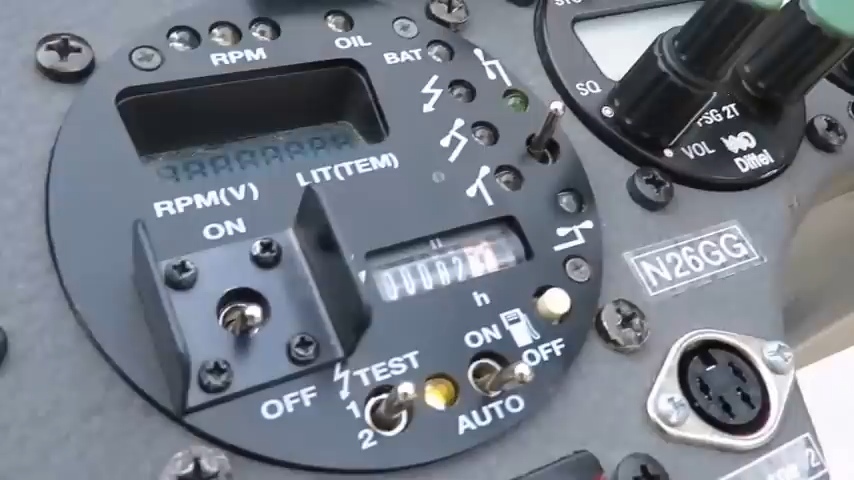 RPM
OIL
BAT
SQ
FSG 2T
VOL
Dittel
RPM(V)
LIT(TEM)
ON
N26GG
h
ON
OFF
TEST
OFF
1
2
AUTO